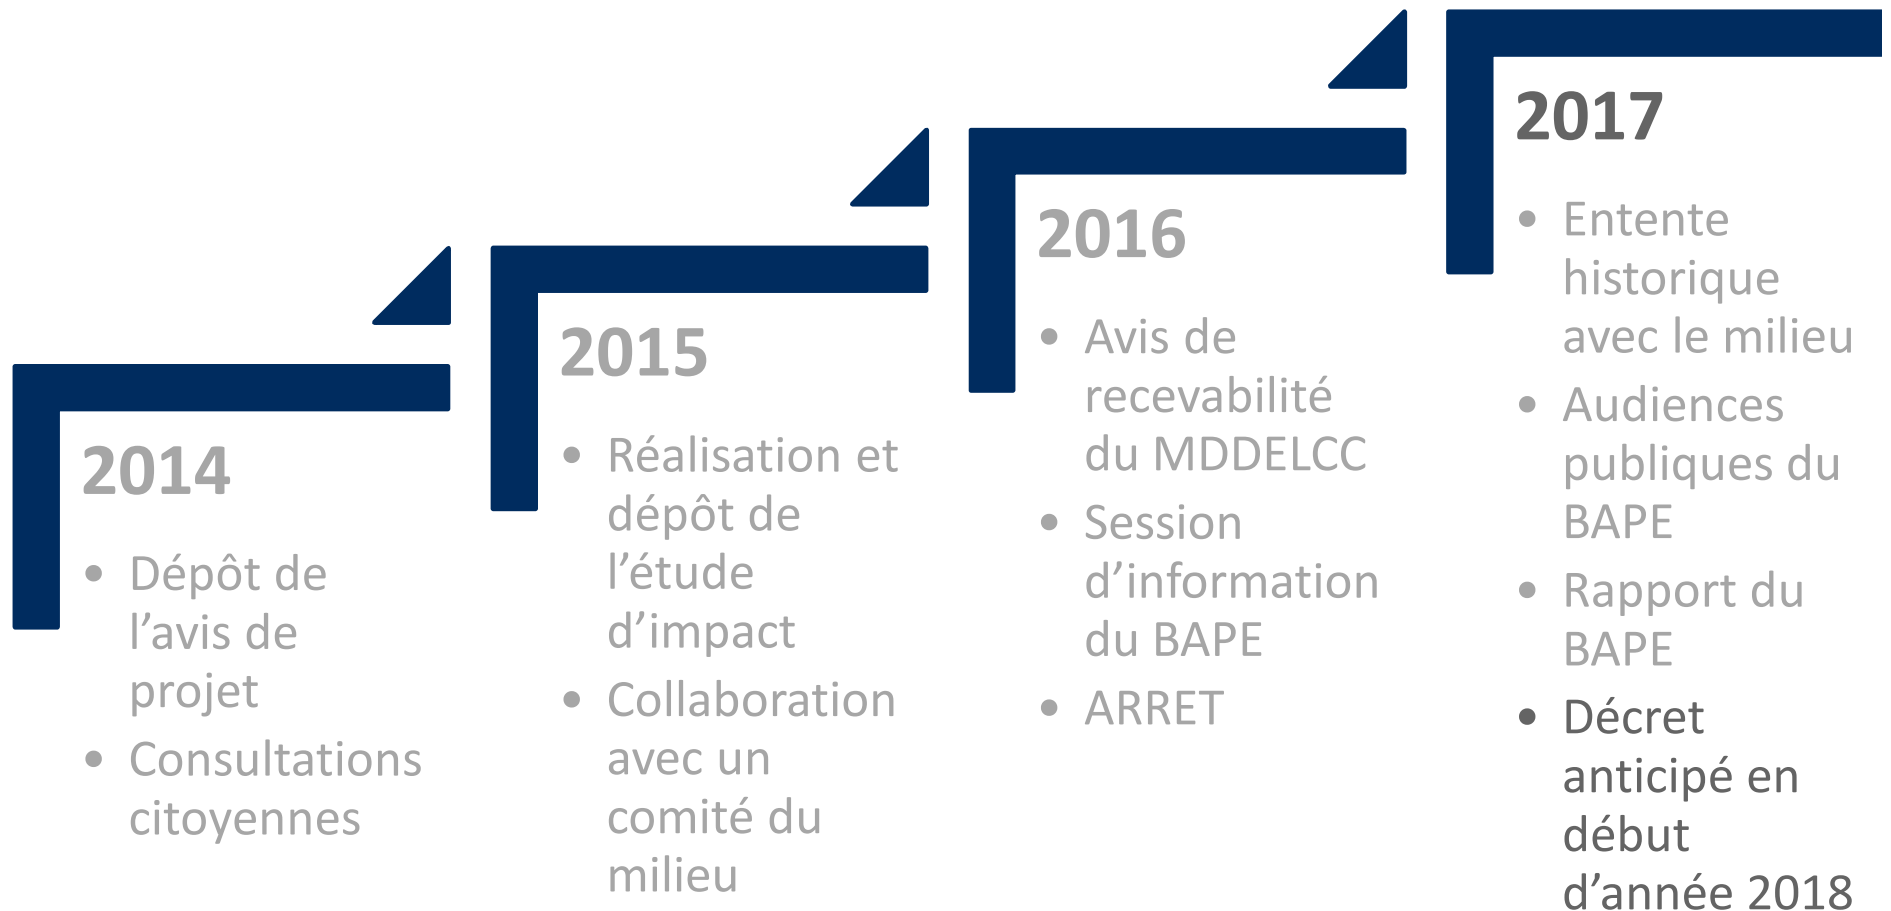 2014
• Dépôt de
l’avis de
projet
• Consultations
citoyennes
2015
• Réalisation et
dépôt de
l’étude
d’impact
• Collaboration
avec un
comité du
milieu
2016
• Avis de
recevabilité
du MDDELCC
• Session
d’information
du BAPE
• ARRET
2017
• Entente
historique
avec le milieu
• Audiences
publiques du
BAPE
• Rapport du
BAPE
• Décret
anticipé en
début
d’année 2018